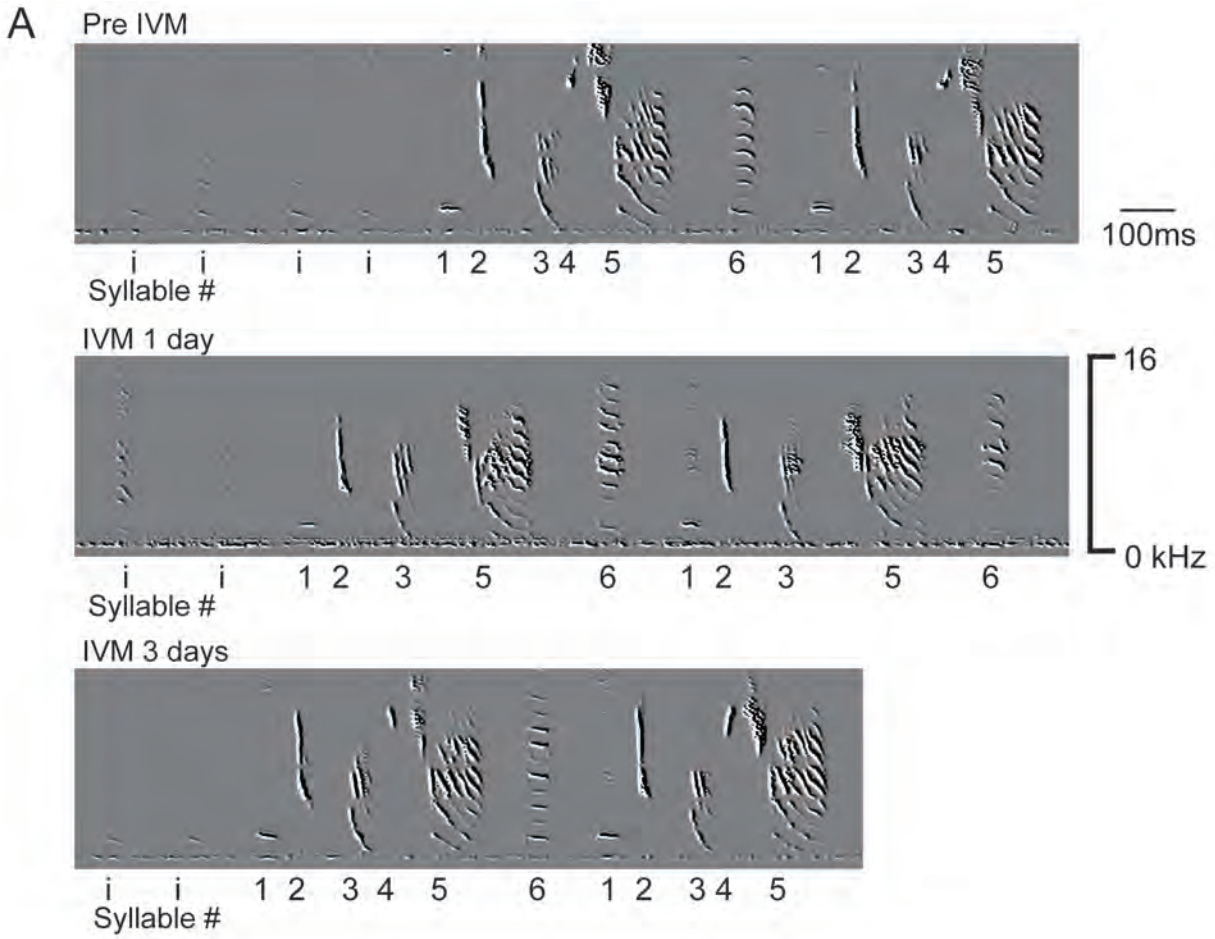 A
Pre IVM
100ms
i i i i 1 2 3 4 5 6 1 2 3 4 5
Syllable #
IVM 1 day
16
0 kHz
i i 1 2 3 5 6 1 2 3 5 6
Syllable #
IVM 3 days
i i 1 2 3 4 5 6 1 2 3 4 5
Syllable #